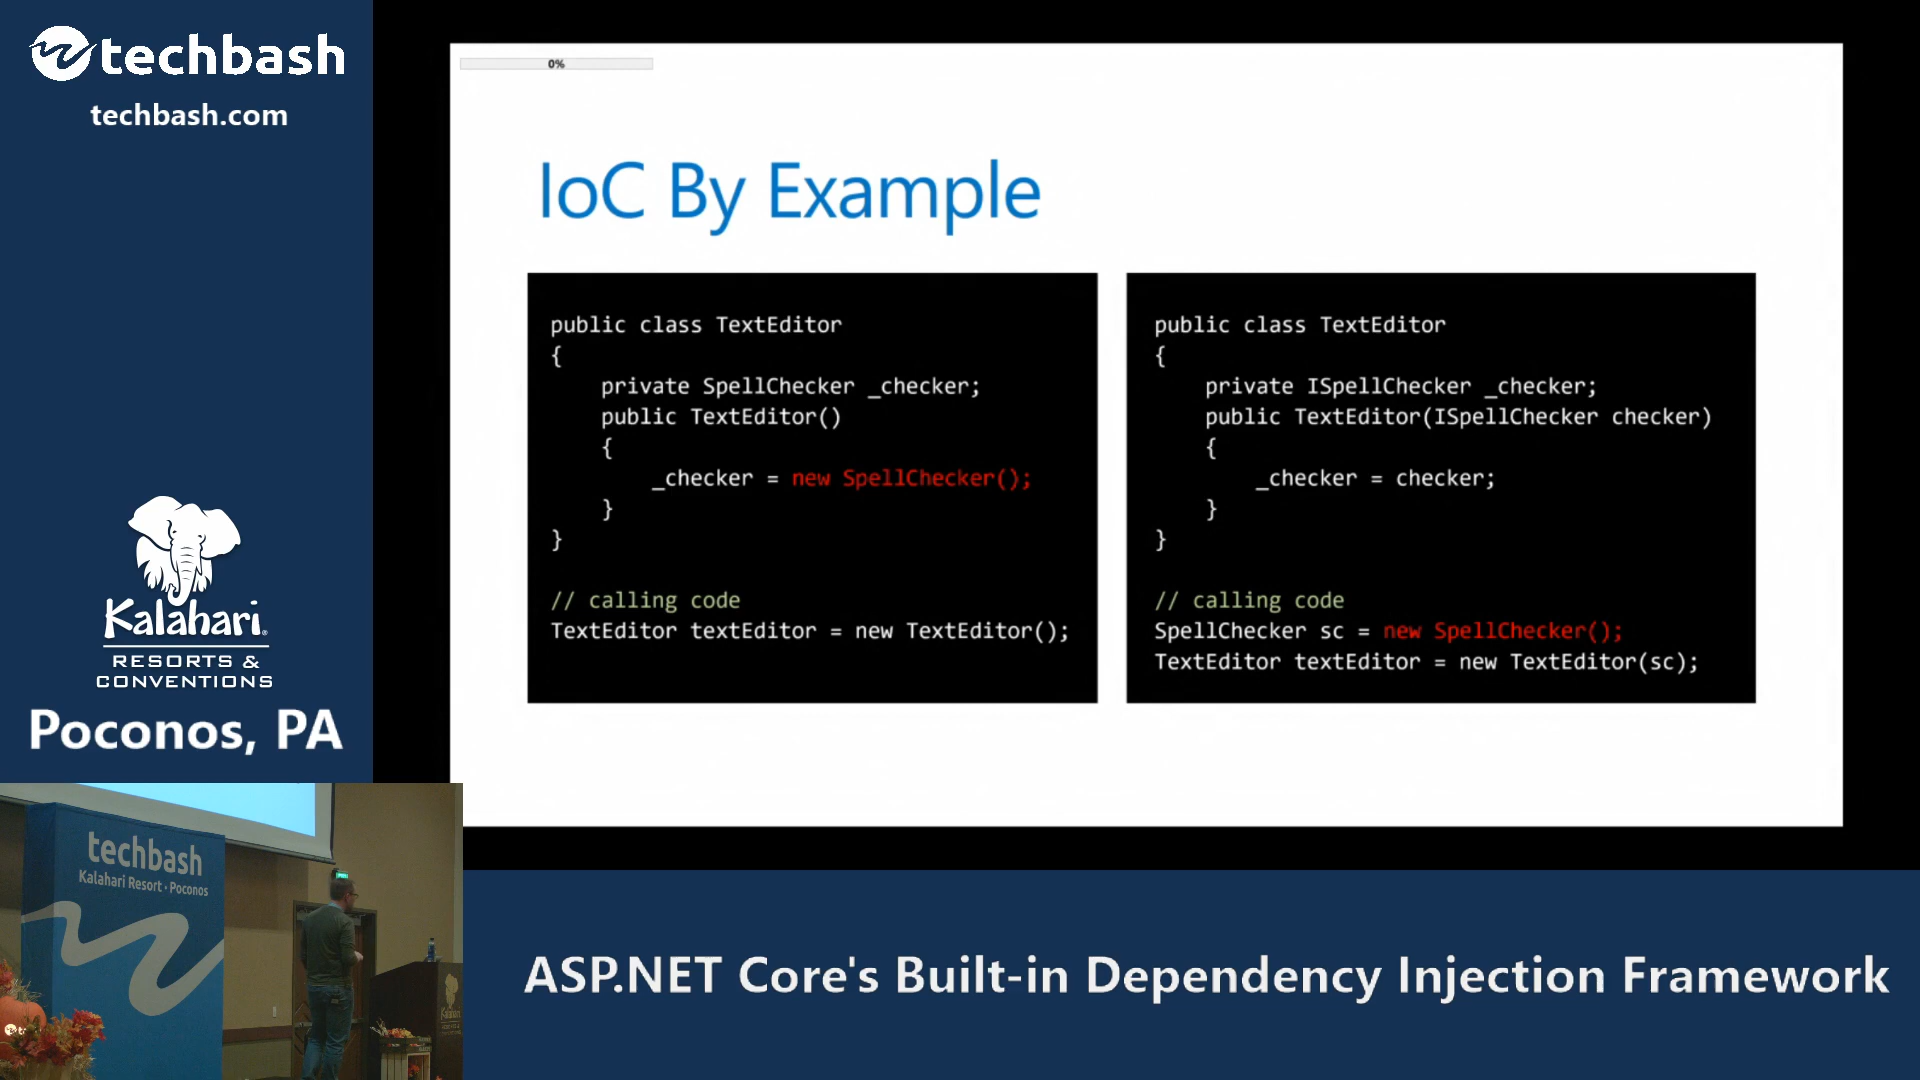 techbash
techbash.com
Kalahari
RESORTS &
CONVENTIONS
Poconos, PA
0%
IoC By Example
public class TextEditor
{
    private SpellChecker _checker;
    public TextEditor()
    {
        _checker = new SpellChecker();
    }
}
// calling code
TextEditor textEditor = new TextEditor();
public class TextEditor
{
    private ISpellChecker _checker;
    public TextEditor(ISpellChecker checker)
    {
        _checker = checker;
    }
}
// calling code
SpellChecker sc = new SpellChecker();
TextEditor textEditor = new TextEditor(sc);
techbash
Kalahari Resort · Poconos
Kalahari
ASP.NET Core's Built-in Dependency Injection Framework